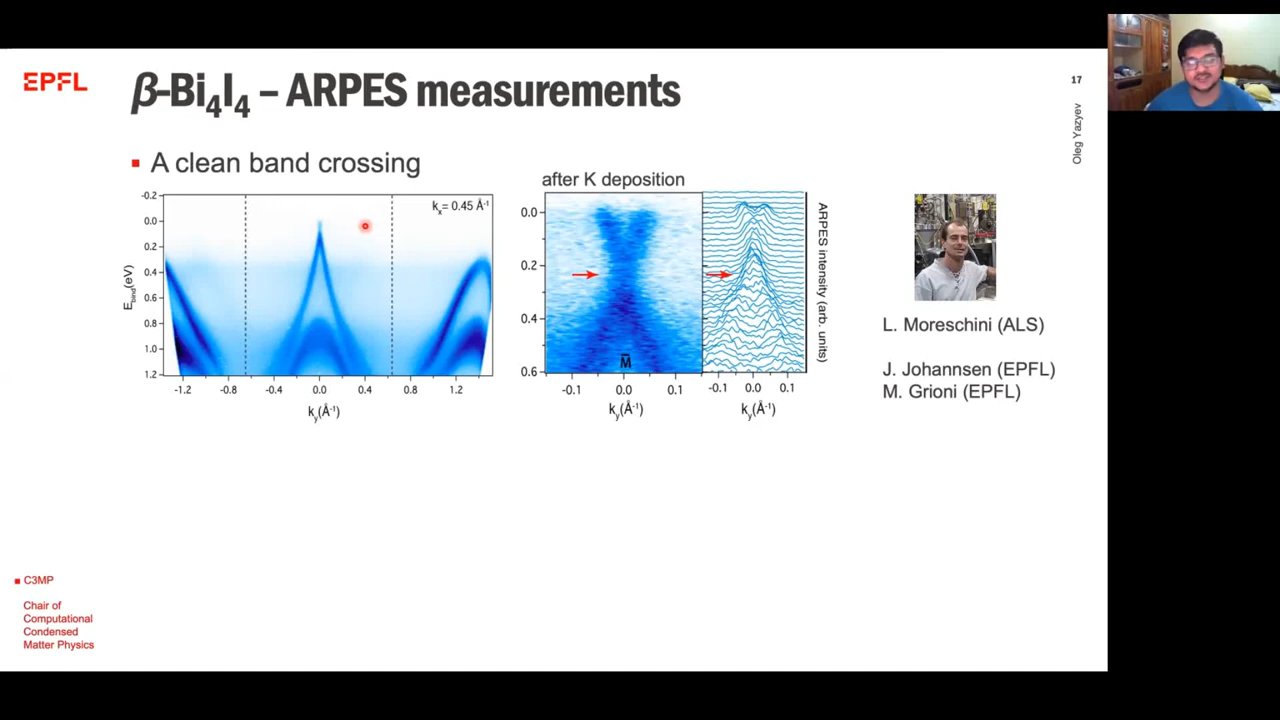 EPFL
β-Bi4I4 – ARPES measurements
17
Oleg Yazyev
A clean band crossing
after K deposition
kx= 0.45 Å-1
-0.2
0.0
0.2
0.4
0.6
0.8
1.0
1.2
Ebind(eV)
-1.2 -0.8 -0.4 0.0 0.4 0.8 1.2
ky(Å-1)
0.0
0.2
0.4
0.6
M̅
-0.1 0.0 0.1
ky(Å-1)
-0.1 0.0 0.1
ky(Å-1)
ARPES intensity (arb. units)
L. Moreschini (ALS)
J. Johannsen (EPFL)
M. Grioni (EPFL)
C3MP
Chair of
Computational
Condensed
Matter Physics